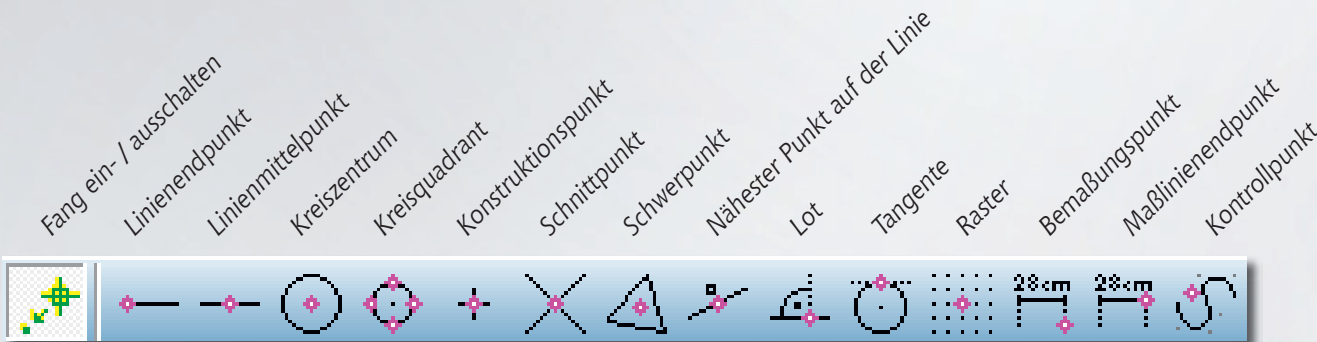 Fang ein- / ausschalten
Linienendpunkt
Linienmittelpunkt
Kreiszentrum
Kreisquadrant
Konstruktionspunkt
Schnittpunkt
Schwerpunkt
Nähester Punkt auf der Linie
Lot
Tangente
Raster
Bemaßungspunkt
Maßlinienendpunkt
Kontrollpunkt
28cm
28cm